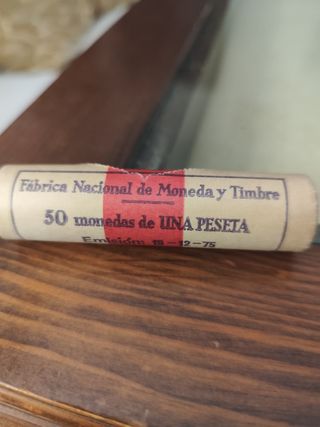 Fábrica Nacional de Moneda y Timbre
50 monedas de UNA PESETA
Emisión: 18-12-75